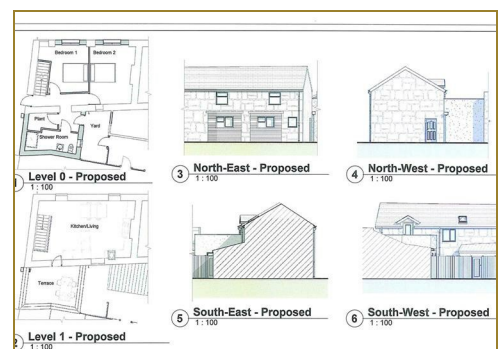 Bedroom 1
Bedroom 2
Plant
Shower Room
Yard
1 Level 0 - Proposed
1 : 100
3 North-East - Proposed
1 : 100
4 North-West - Proposed
1 : 100
Kitchen/Living
Terrace
2 Level 1 - Proposed
1 : 100
5 South-East - Proposed
1 : 100
6 South-West - Proposed
1 : 100